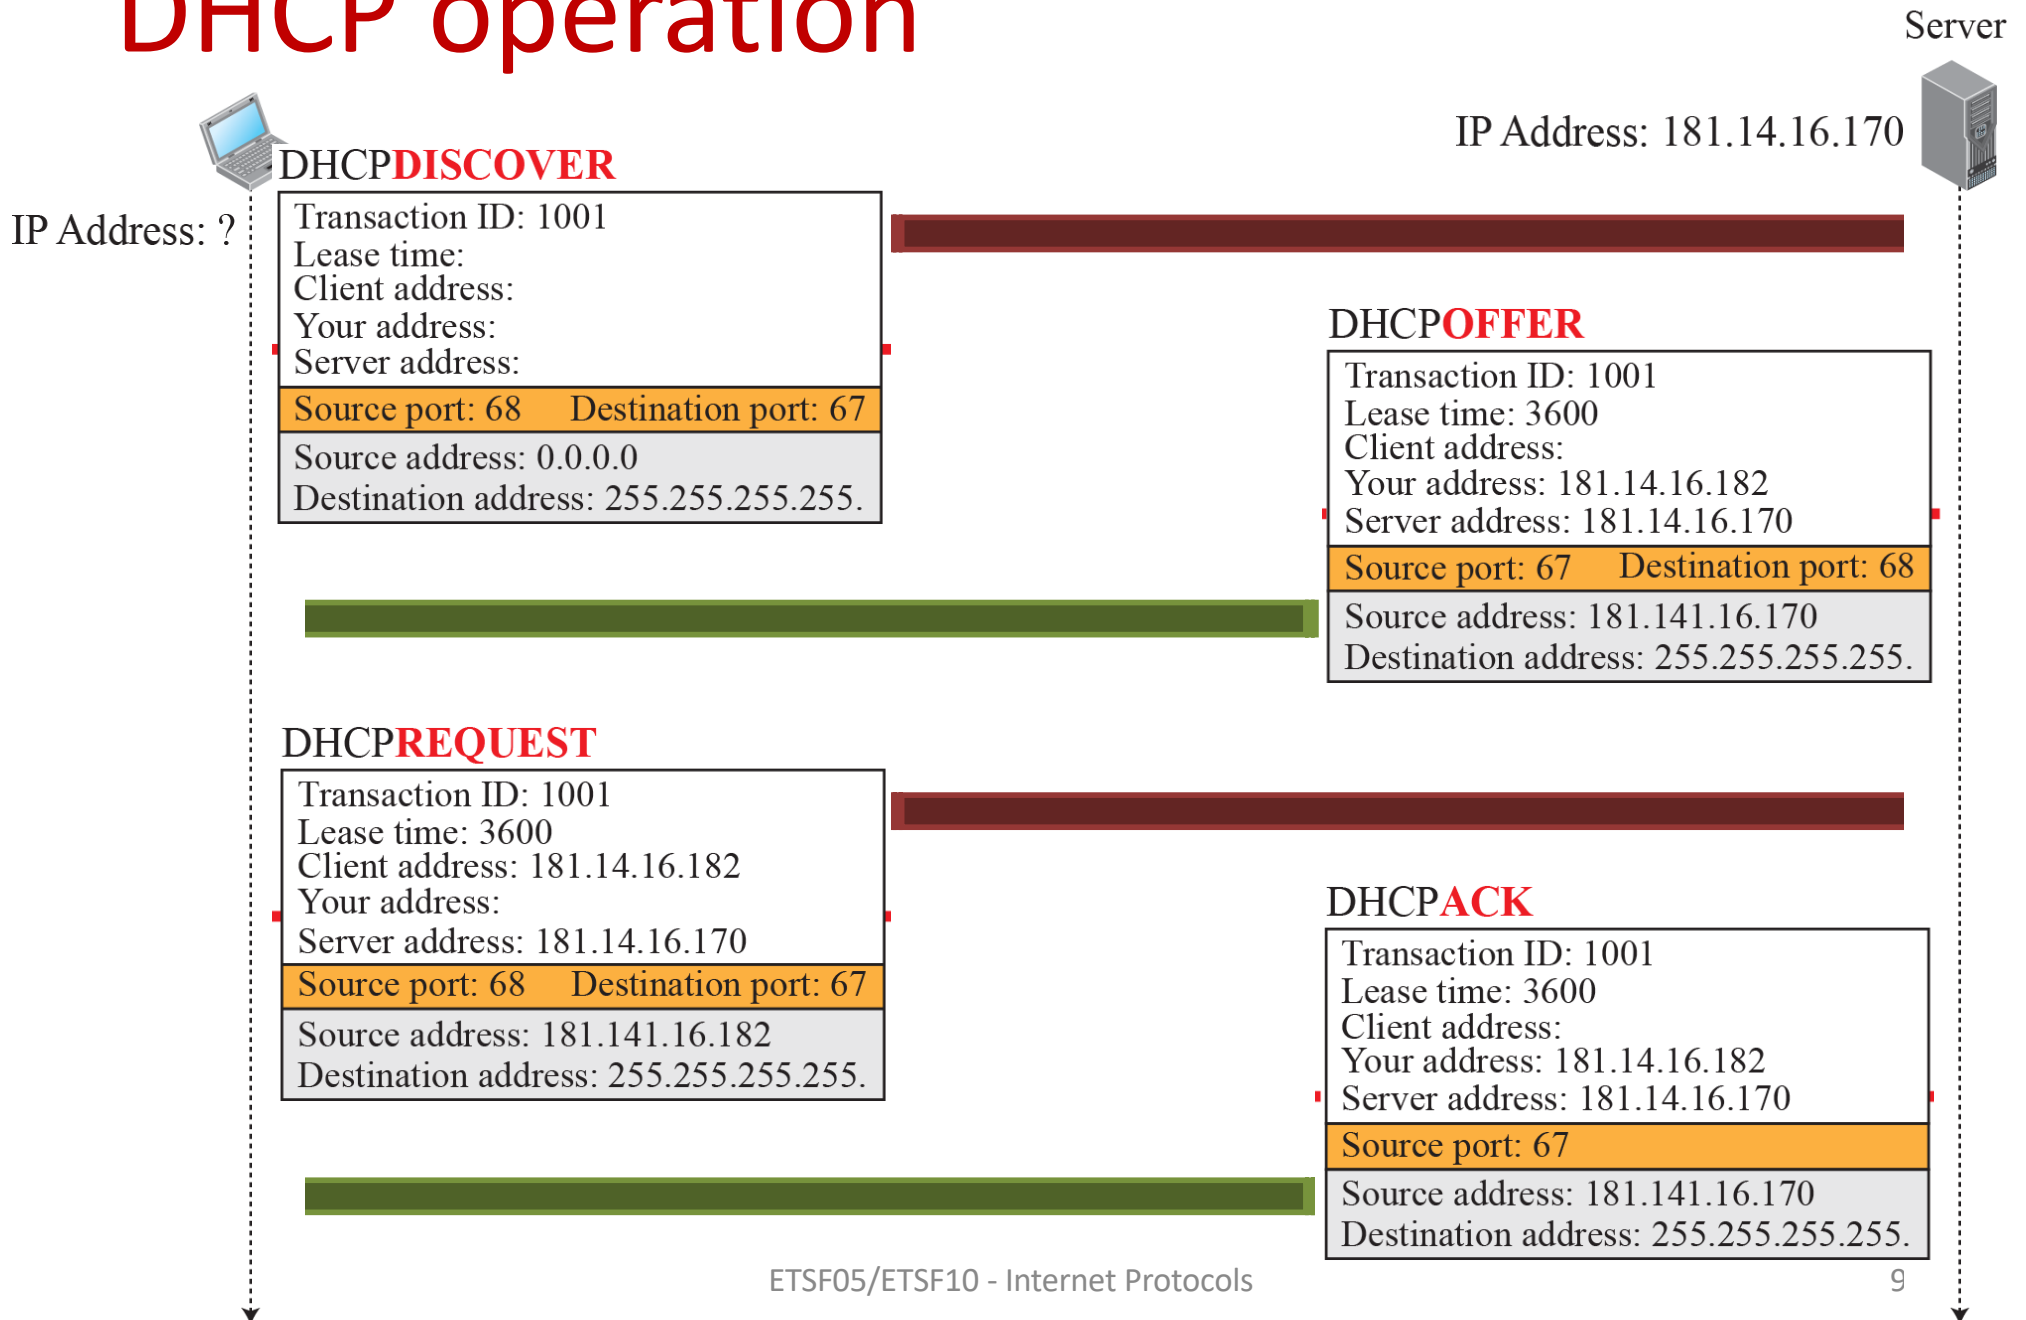 DHCP operation
Server
IP Address: 181.14.16.170
IP Address: ?
DHCPDISCOVER
Transaction ID: 1001
Lease time:
Client address:
Your address:
Server address:
Source port: 68 Destination port: 67
Source address: 0.0.0.0
Destination address: 255.255.255.255.
DHCPOFFER
Transaction ID: 1001
Lease time: 3600
Client address:
Your address: 181.14.16.182
Server address: 181.14.16.170
Source port: 67 Destination port: 68
Source address: 181.141.16.170
Destination address: 255.255.255.255.
DHCPREQUEST
Transaction ID: 1001
Lease time: 3600
Client address: 181.14.16.182
Your address:
Server address: 181.14.16.170
Source port: 68 Destination port: 67
Source address: 181.141.16.182
Destination address: 255.255.255.255.
DHCPACK
Transaction ID: 1001
Lease time: 3600
Client address:
Your address: 181.14.16.182
Server address: 181.14.16.170
Source port: 67
Source address: 181.141.16.170
Destination address: 255.255.255.255.
ETSF05/ETSF10 - Internet Protocols
9